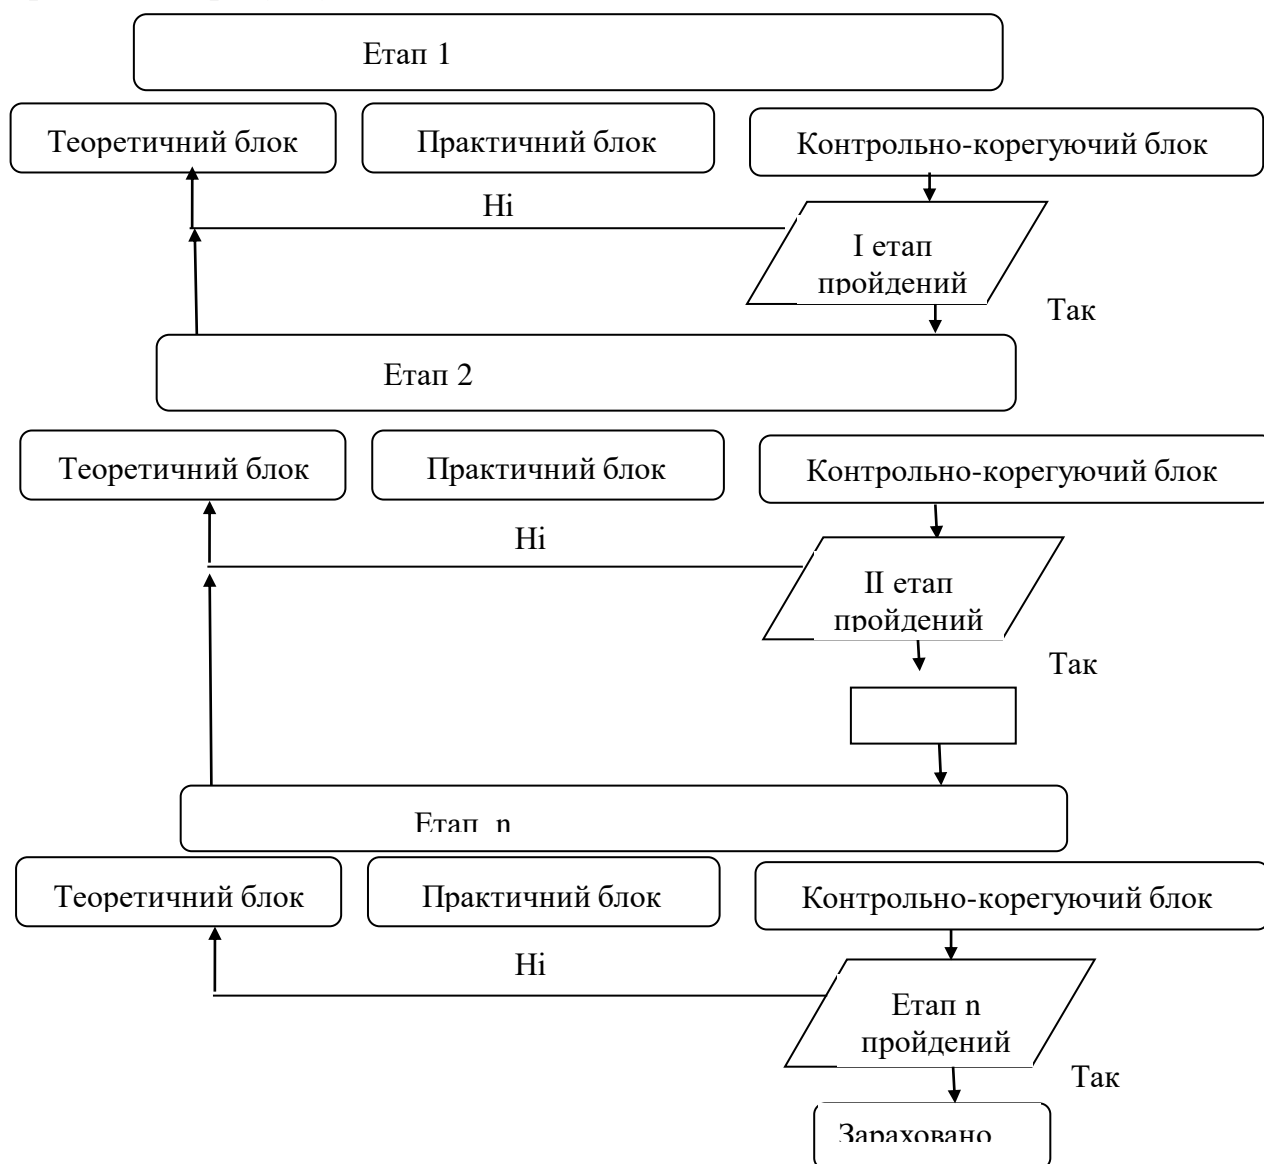 Етап 1
Теоретичний блок
Практичний блок
Контрольно-корегуючий блок
Ні
І етап
пройдений
Так
Етап 2
Теоретичний блок
Практичний блок
Контрольно-корегуючий блок
Ні
ІІ етап
пройдений
Так
Етап n
Теоретичний блок
Практичний блок
Контрольно-корегуючий блок
Ні
Етап n
пройдений
Так
Зараховано